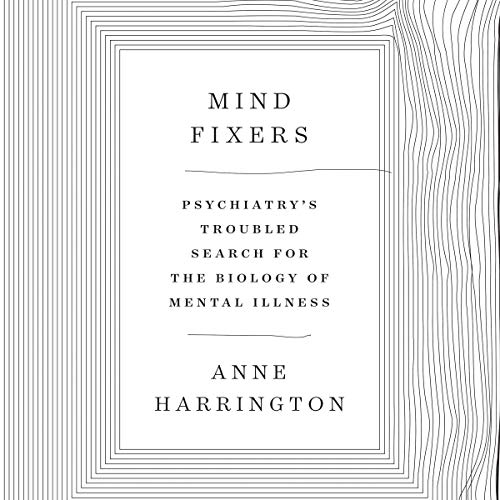 MIND
FIXERS
PSYCHIATRY'S
TROUBLED
SEARCH FOR
THE BIOLOGY OF
MENTAL ILLNESS
ANNE
HARRINGTON